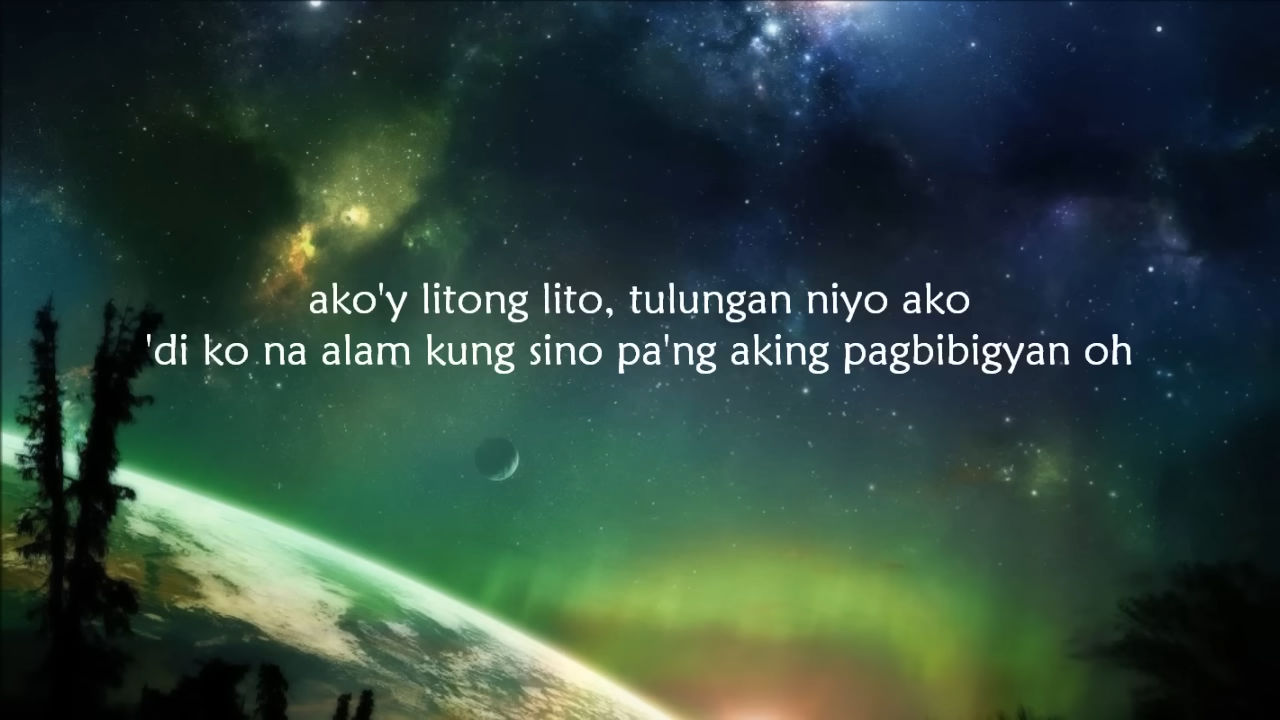 ako'y litong lito, tulungan niyo ako
'di ko na alam kung sino pa'ng aking pagbibigyan oh